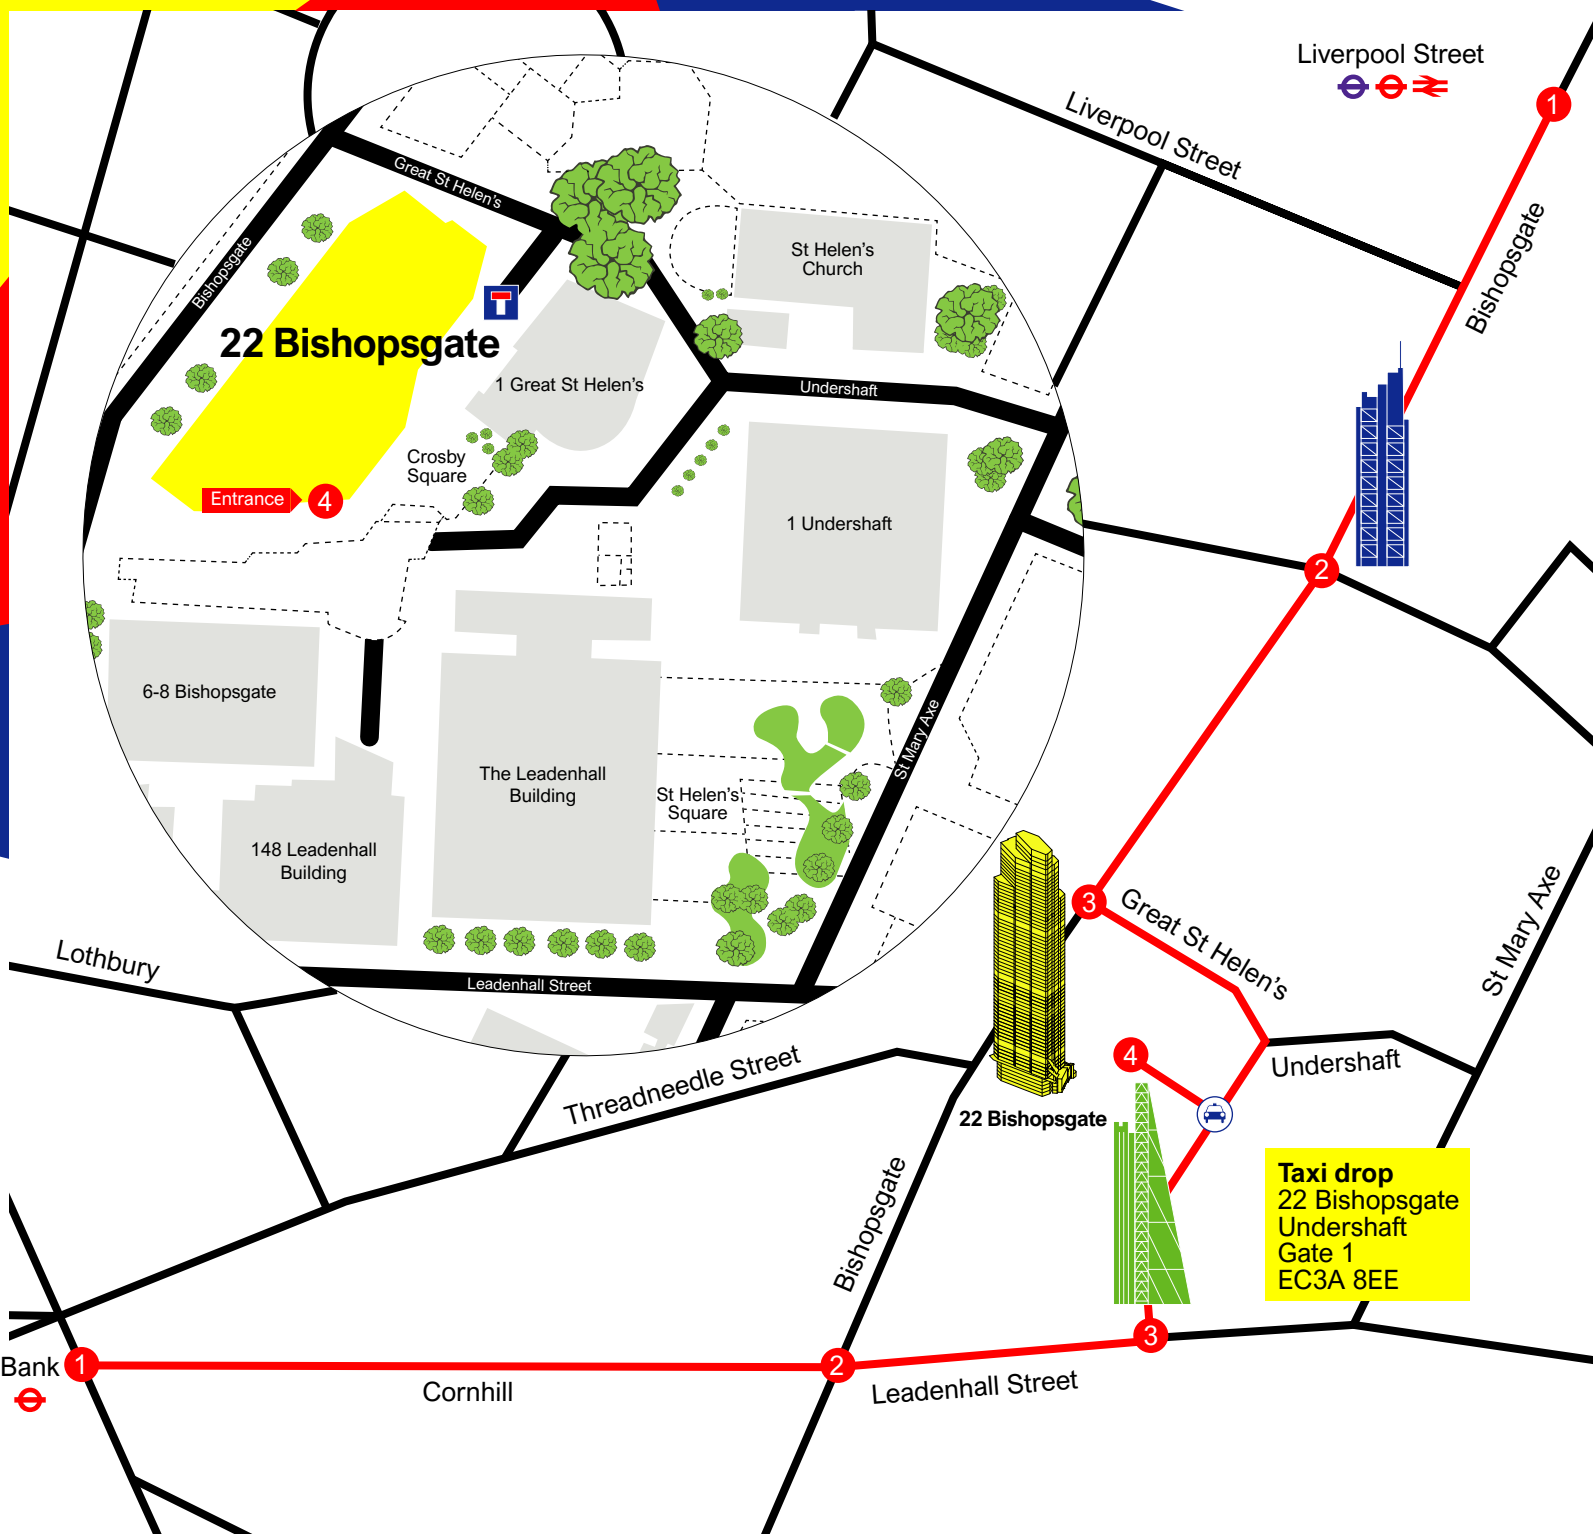 Liverpool Street
1
Liverpool Street
Bishopsgate
Great St Helen's
Bishopsgate
St Helen's
Church
22 Bishopsgate
1 Great St Helen's
Undershaft
Crosby
Square
Entrance
4
1 Undershaft
2
6-8 Bishopsgate
St Mary Axe
The Leadenhall
Building
St Helen's
Square
148 Leadenhall
Building
3
Great St Helen's
St Mary Axe
Lothbury
Leadenhall Street
Threadneedle Street
4
Undershaft
22 Bishopsgate
Bishopsgate
Taxi drop
22 Bishopsgate
Undershaft
Gate 1
EC3A 8EE
3
Bank
1
2
Cornhill
Leadenhall Street